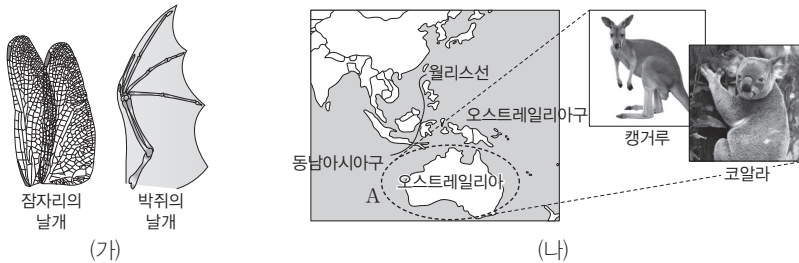 잠자리의
날개
박쥐의
날개
(가)
월리스선
오스트레일리아구
동남아시아구
오스트레일리아
A
캥거루
코알라
(나)